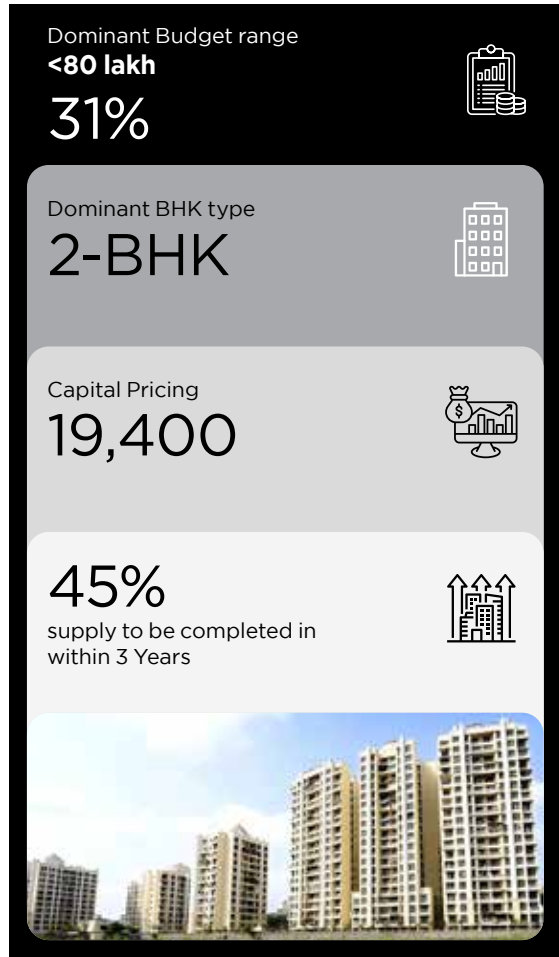 Dominant Budget range
<80 lakh
31%
Dominant BHK type
2-BHK
Capital Pricing
19,400
$
45%
supply to be completed in
within 3 Years